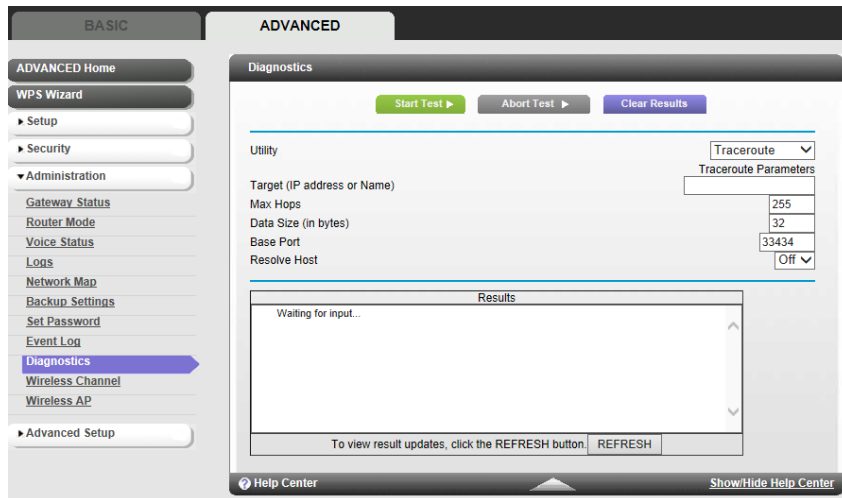 BASIC
ADVANCED
ADVANCED Home
WPS Wizard
Setup
Security
Administration
Gateway Status
Router Mode
Voice Status
Logs
Network Map
Backup Settings
Set Password
Event Log
Diagnostics
Wireless Channel
Wireless AP
Advanced Setup
Diagnostics
Start Test
Abort Test
Clear Results
Utility
Traceroute
Traceroute Parameters
Target (IP address or Name)
Max Hops 255
Data Size (in bytes) 32
Base Port 33434
Resolve Host Off
Results
Waiting for input...
To view result updates, click the REFRESH button. REFRESH
? Help Center
Show/Hide Help Center